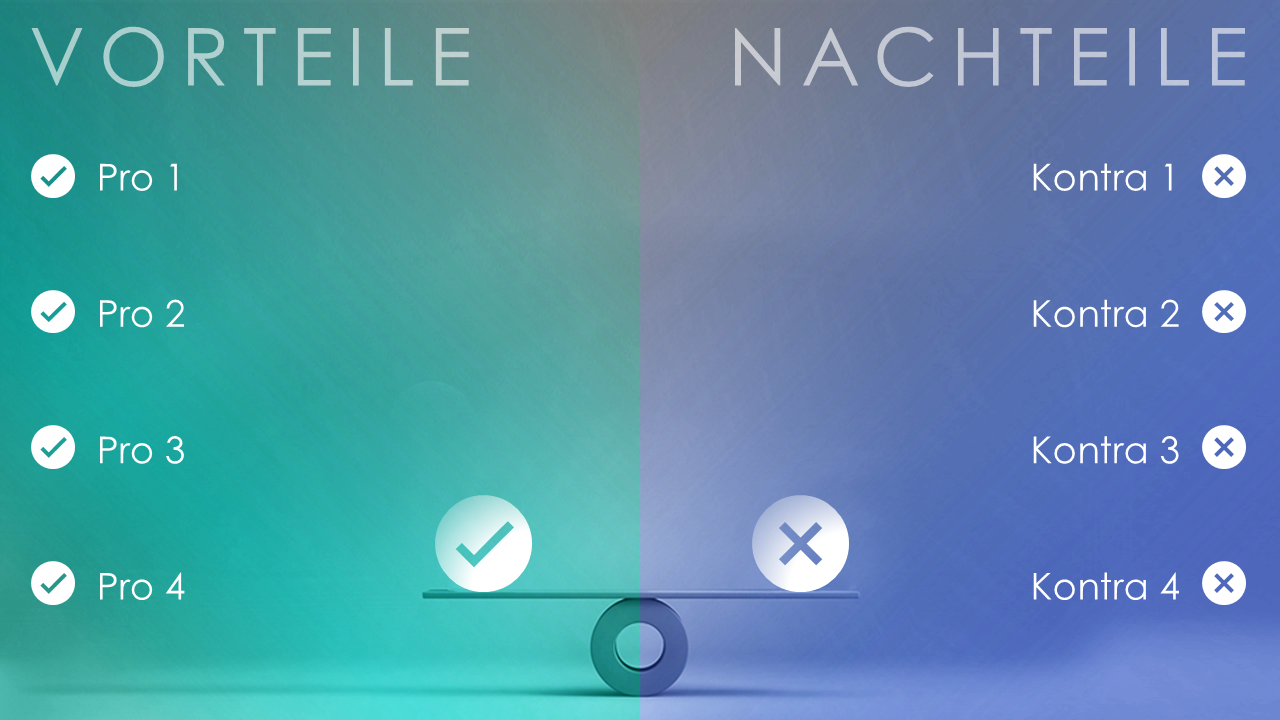 VORTEILE
NACHTEILE
Pro 1
Kontra 1
Pro 2
Kontra 2
Pro 3
Kontra 3
Pro 4
Kontra 4